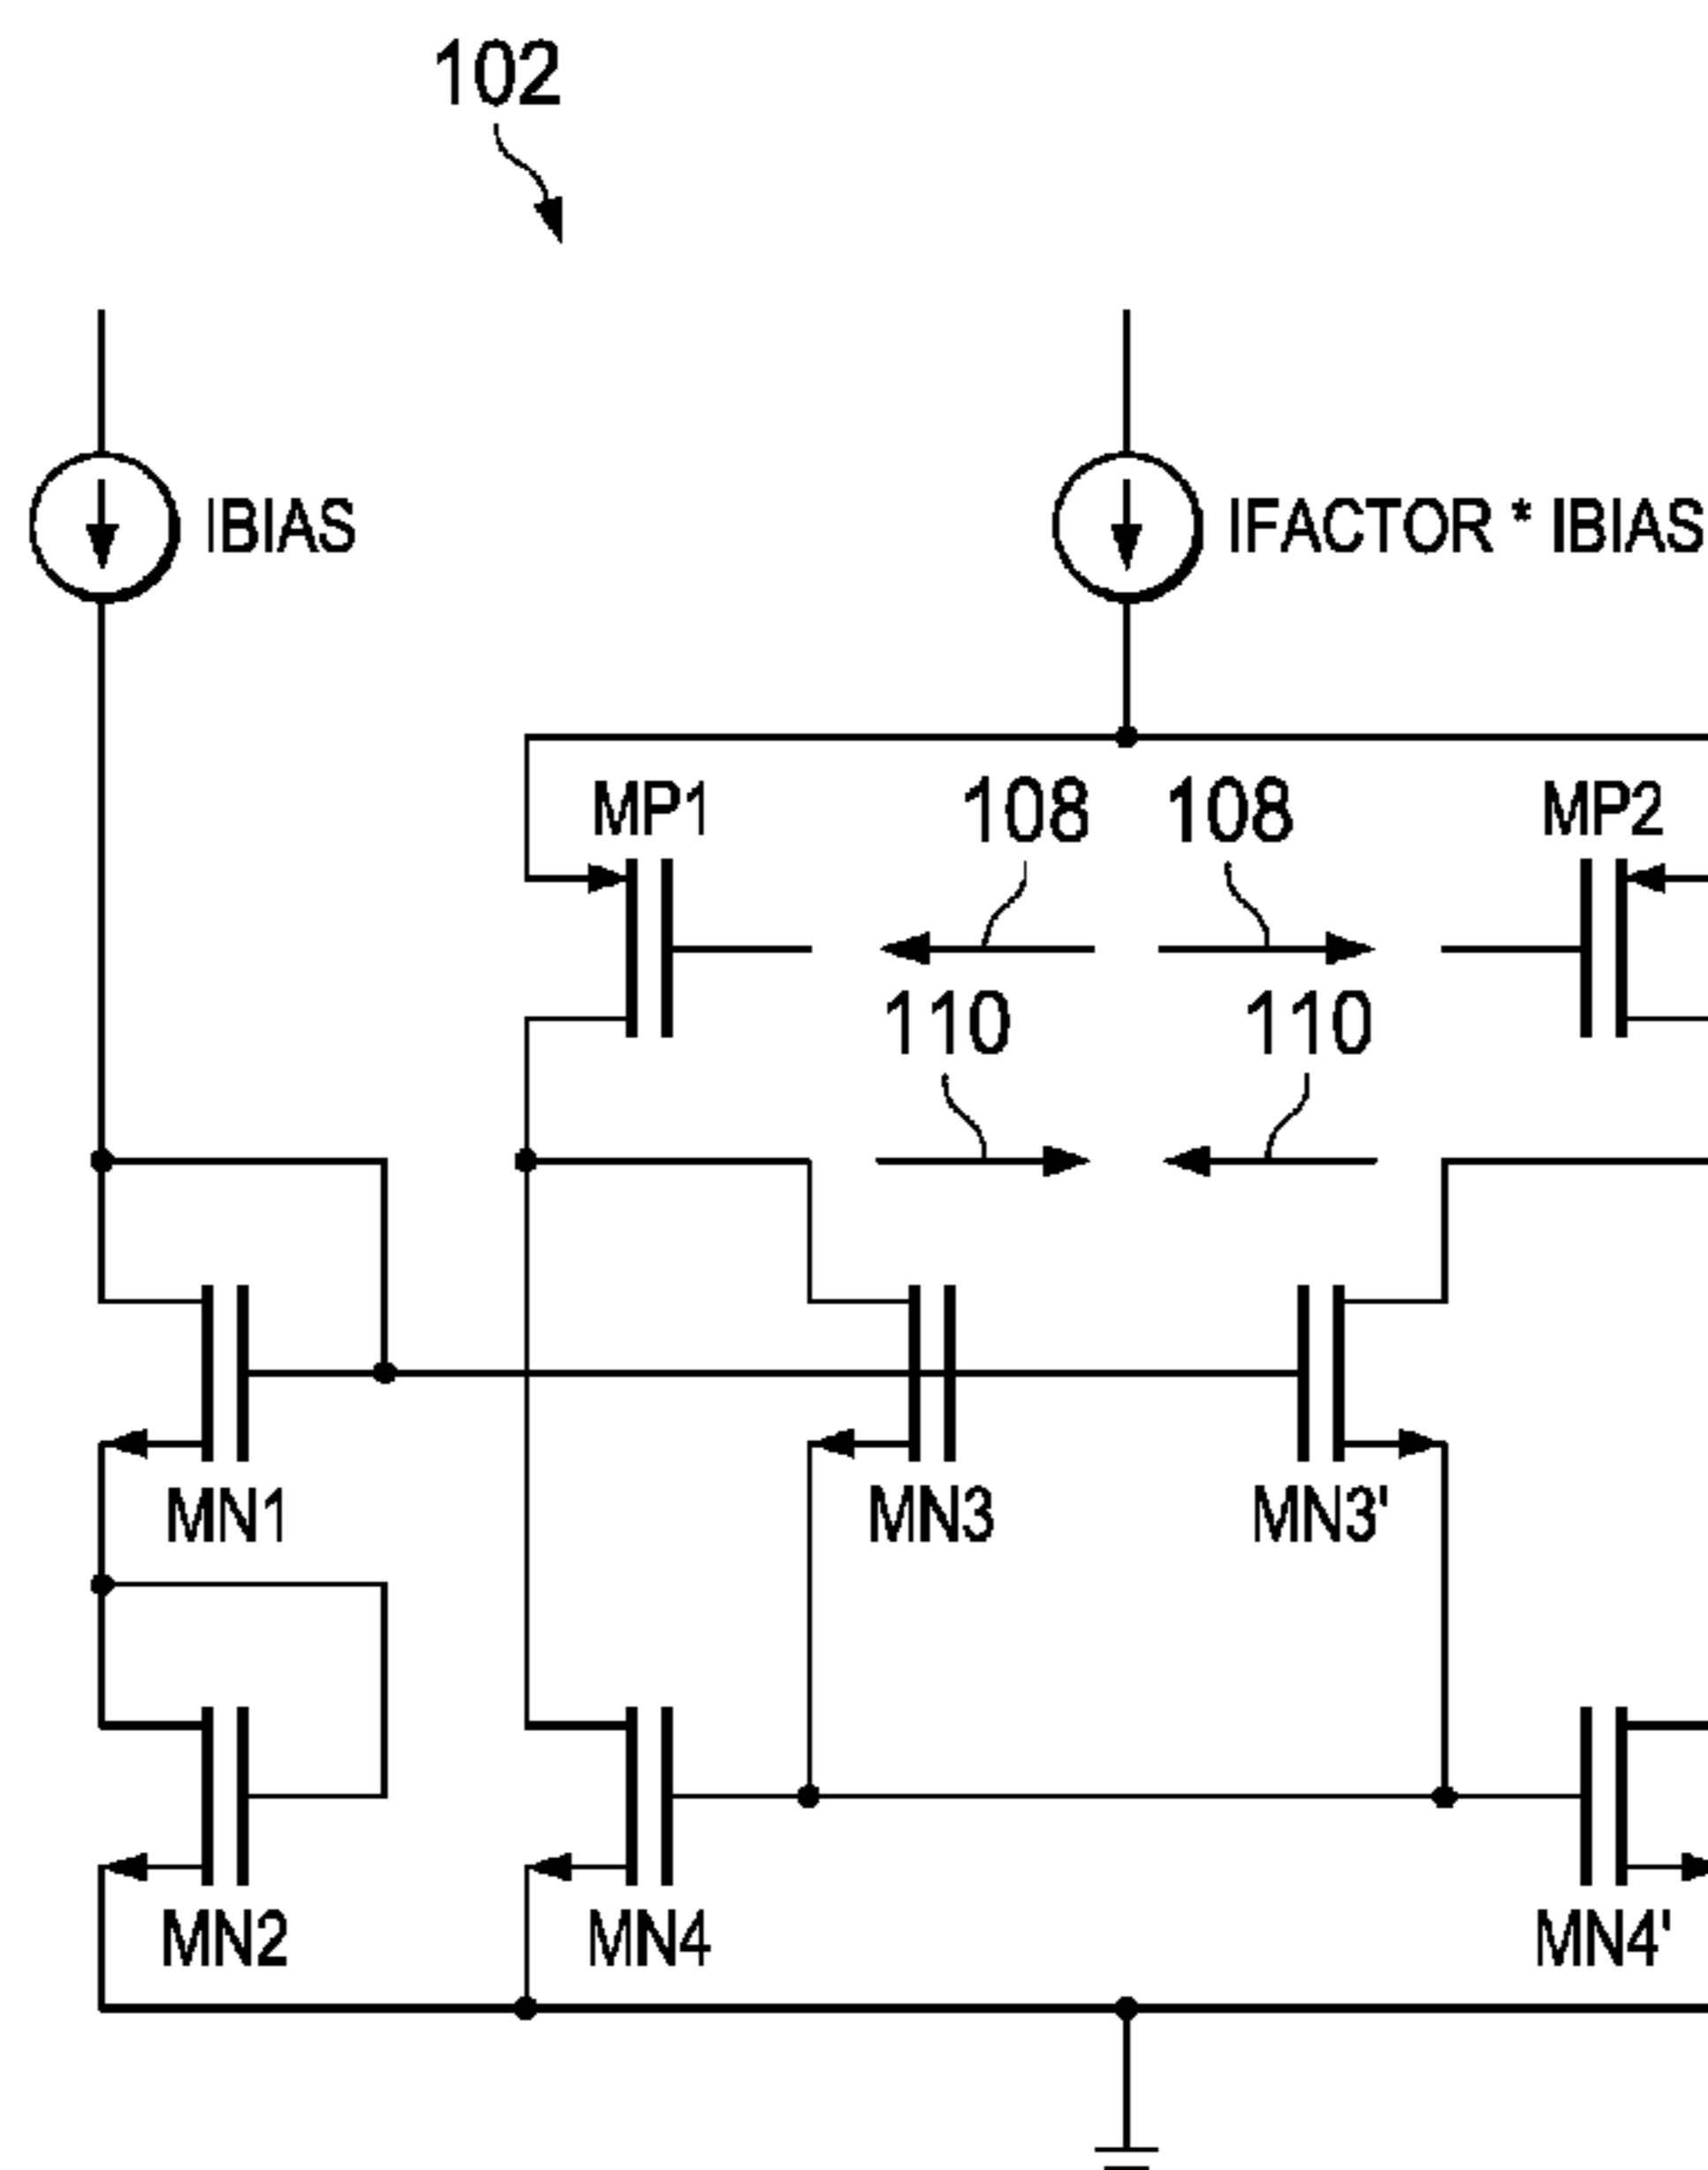 102
IBIAS
IFACTOR * IBIAS
MP1
108
108
MP2
110
110
MN1
MN3
MN3'
MN2
MN4
MN4'